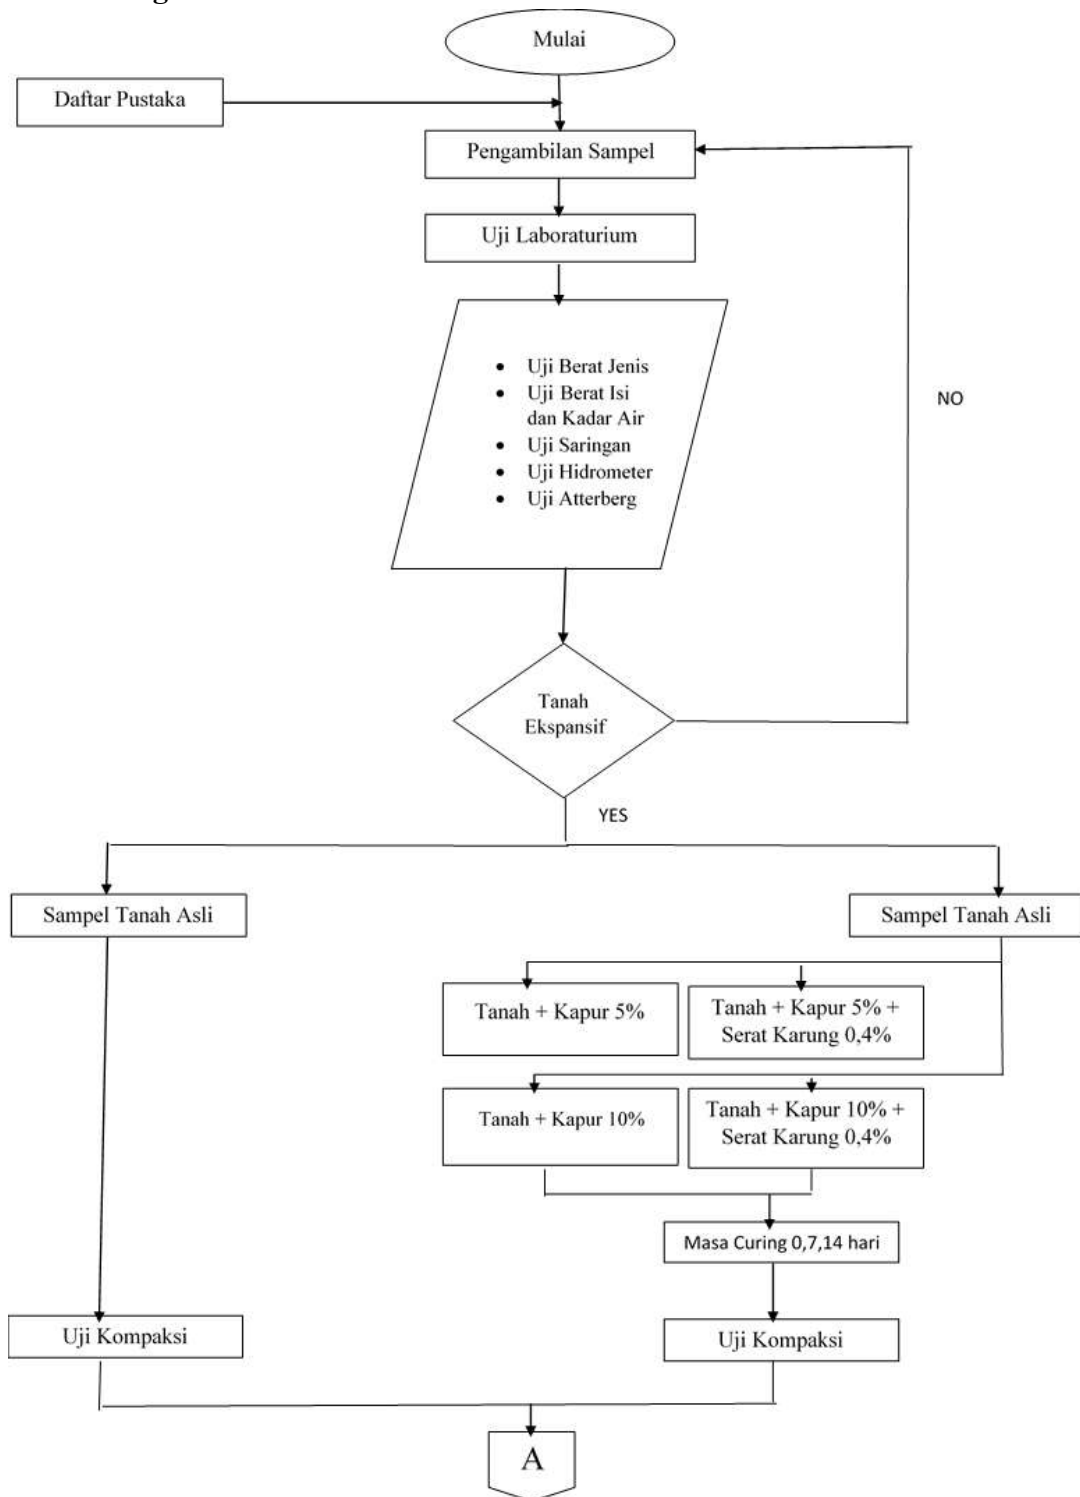 Mulai
Daftar Pustaka
Pengambilan Sampel
Uji Laboraturium
• Uji Berat Jenis
• Uji Berat Isi
dan Kadar Air
• Uji Saringan
• Uji Hidrometer
• Uji Atterberg
NO
Tanah
Ekspansif
YES
Sampel Tanah Asli
Sampel Tanah Asli
Tanah + Kapur 5%
Tanah + Kapur 5% +
Serat Karung 0,4%
Tanah + Kapur 10%
Tanah + Kapur 10% +
Serat Karung 0,4%
Masa Curing 0,7,14 hari
Uji Kompaksi
Uji Kompaksi
A